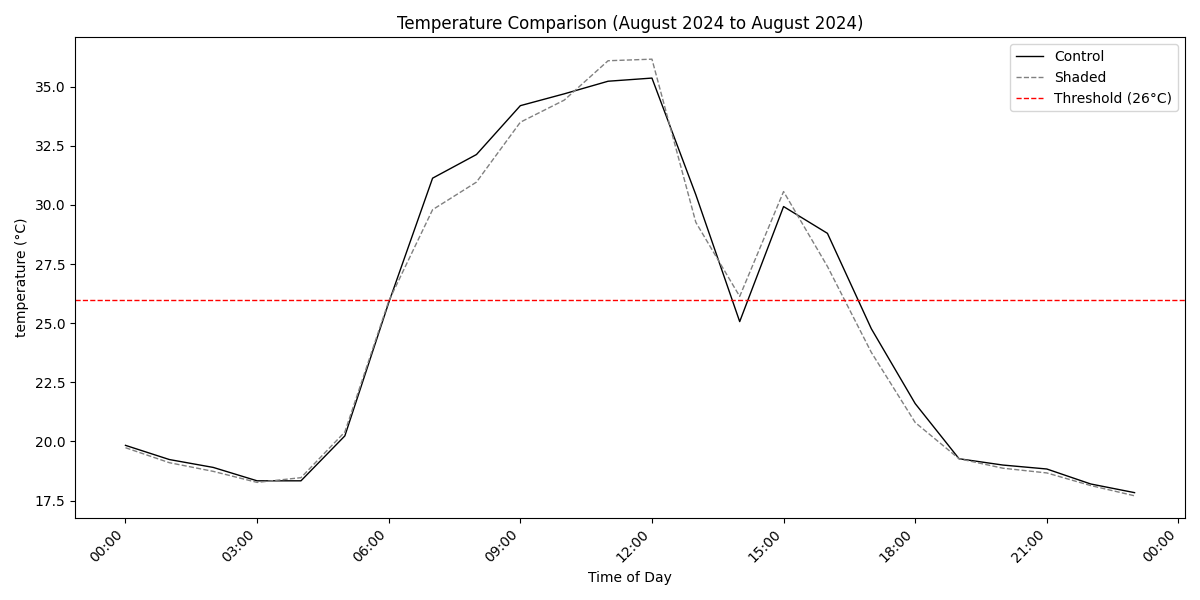 Temperature Comparison (August 2024 to August 2024)
Control
Shaded
Threshold (26°C)
temperature (°C)
35.0
32.5
30.0
27.5
25.0
22.5
20.0
17.5
00:00
03:00
06:00
09:00
12:00
15:00
18:00
21:00
00:00
Time of Day